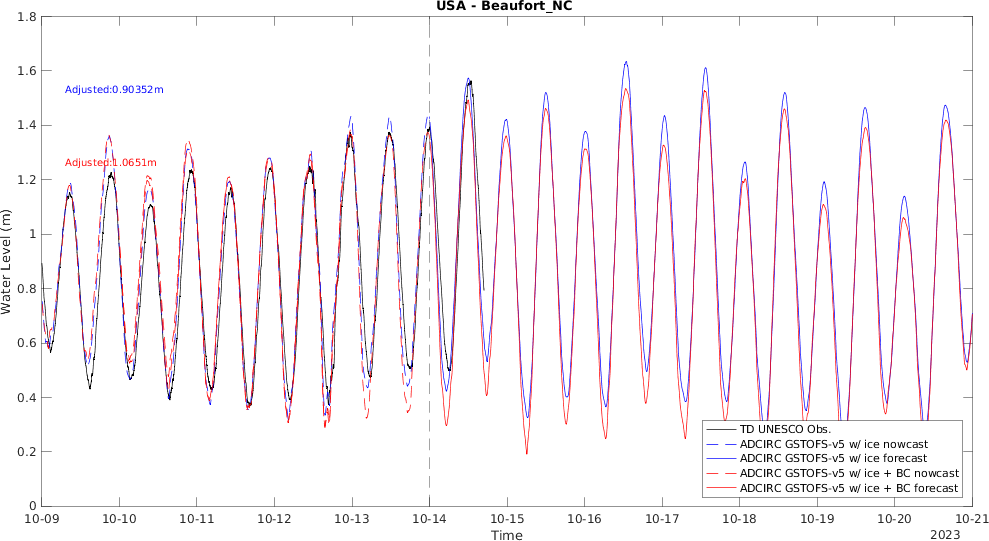 USA - Beaufort_NC
1.8
1.6
1.4
1.2
1
0.8
0.6
0.4
0.2
0
Water Level (m)
Adjusted:0.90352m
Adjusted:1.0651m
TD UNESCO Obs.
ADCIRC GSTOFS-v5 w/ ice nowcast
ADCIRC GSTOFS-v5 w/ ice forecast
ADCIRC GSTOFS-v5 w/ ice + BC nowcast
ADCIRC GSTOFS-v5 w/ ice + BC forecast
10-09 10-10 10-11 10-12 10-13 10-14 10-15 10-16 10-17 10-18 10-19 10-20 10-21
Time
2023